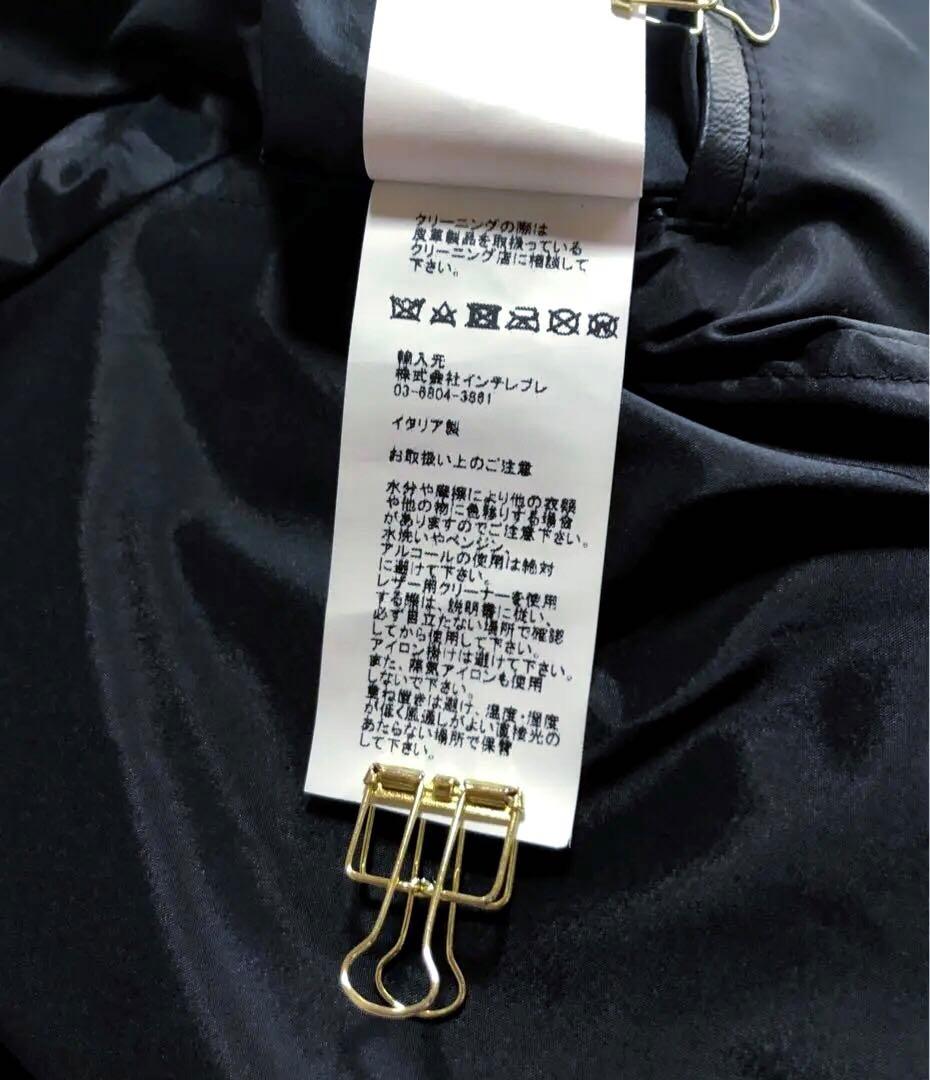 クリーニングの際は
皮革製品を取扱っている
クリーニング店に相談して
下さい。
輸入元
株式会社インテレプレ
03-6804-3861
イタリア製
お取扱い上のご注意
水分や摩擦により他の衣類
や他の物に色移りする場合
がありますのでご注意下さい。
水洗いやベンジン、
アルコールの使用は絶対
に避けて下さい。
レザー用クリーナーを使用
する際は、説明書に従い、
必ず目立たない場所で確認
してから使用して下さい。
アイロン掛けは避けて下さい。
また、蒸気アイロンも使用
しないで下さい。
重ね置きは避け、温度・湿度
が低く風通しがよい直接光の
あたらない場所で保管
して下さい。